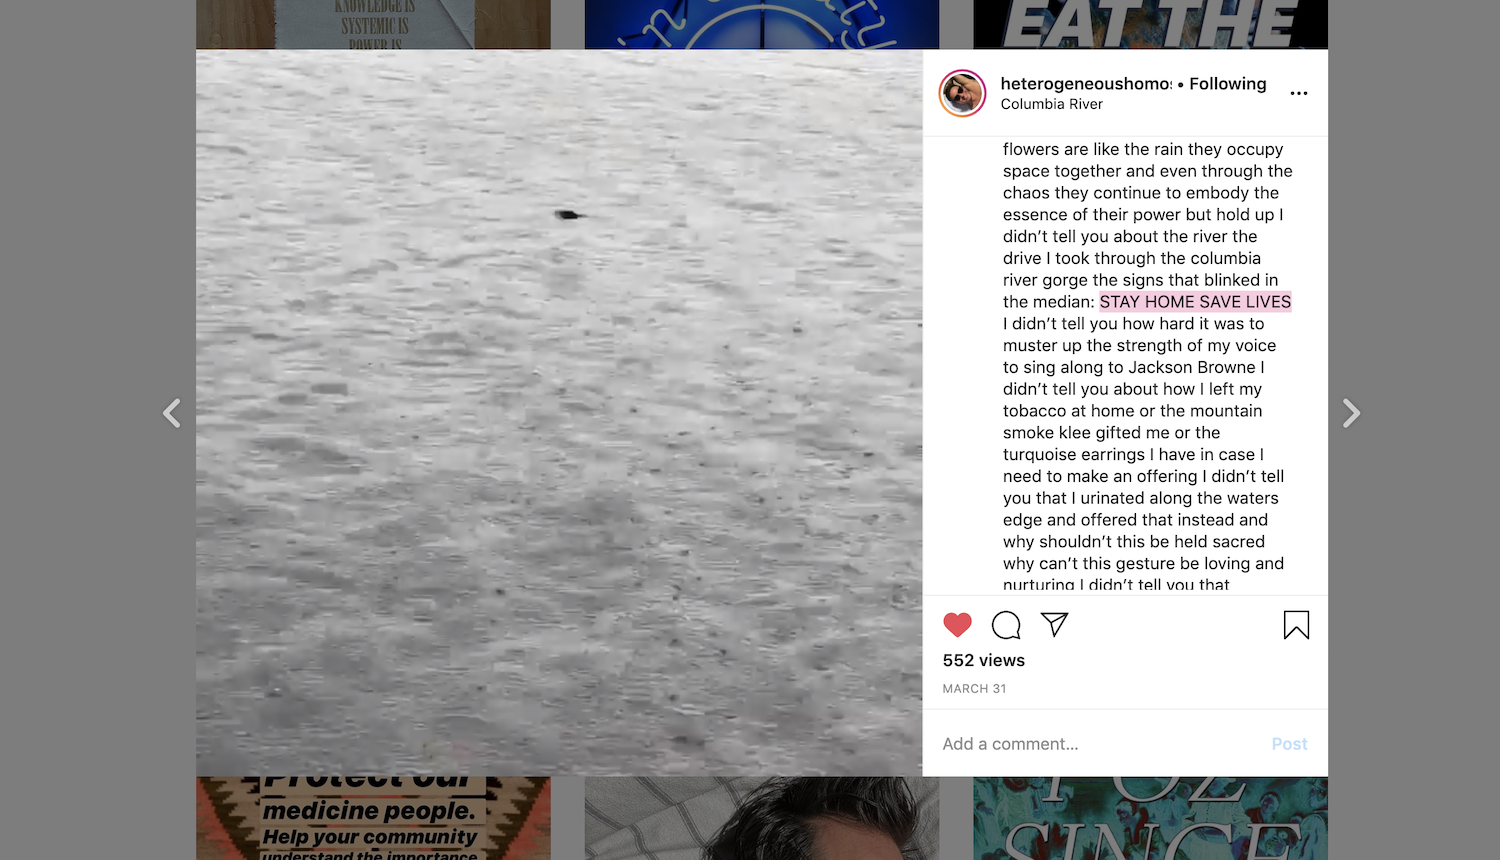 KNOWLEDGE IS
SYSTEMIC IS
POWER IS
EAT THE
heterogeneoushomo • Following
Columbia River
flowers are like the rain they occupy
space together and even through the
chaos they continue to embody the
essence of their power but hold up I
didn’t tell you about the river the
drive I took through the columbia
river gorge the signs that blinked in
the median: STAY HOME SAVE LIVES
I didn’t tell you how hard it was to
muster up the strength of my voice
to sing along to Jackson Browne I
didn’t tell you about how I left my
tobacco at home or the mountain
smoke klee gifted me or the
turquoise earrings I have in case I
need to make an offering I didn’t tell
you that I urinated along the waters
edge and offered that instead and
why shouldn’t this be held sacred
why can’t this gesture be loving and
nurturing I didn’t tell you that
552 views
MARCH 31
Add a comment...
Post
Protect our
medicine people.
Help your community
understand the importance
POZ
SINCE